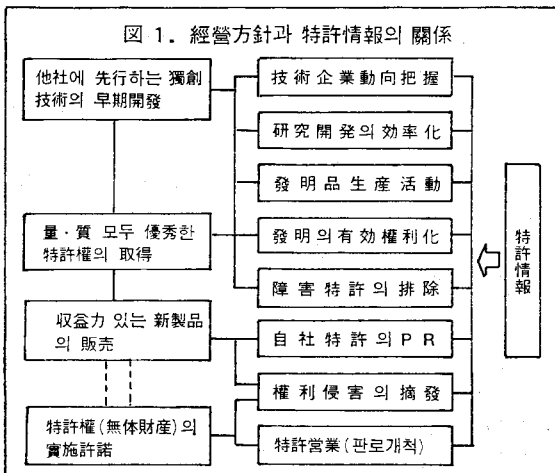 図 1. 經營方針과 特許情報의 關係
他社에 先行하는 獨創
技術의 早期開發
量·質 모두 優秀한
特許權의 取得
収益力 있는 新製品
의 販売
特許權(無体財産)의
實施許諾
技術企業動向把握
研究開発의 効率化
發明品生産活動
發明의 有効權利化
障害特許의 排除
自社特許의 PR
權利侵害의 摘發
特許営業(판로개척)
特許情報